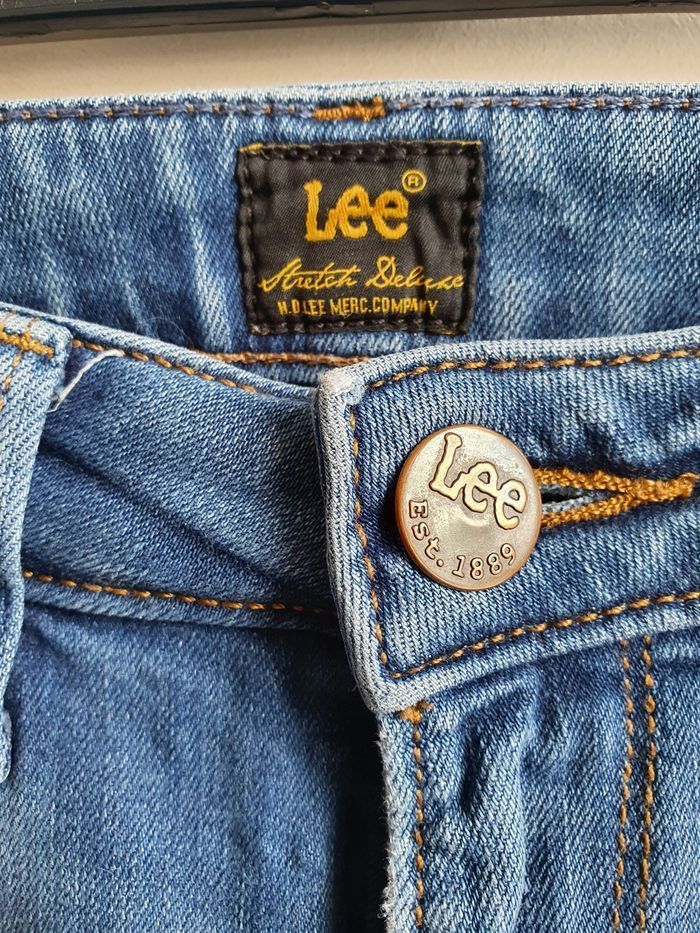 Lee®
Stretch Deluxe
H.D.LEE MERC.COMPANY
Lee
Est. 1889